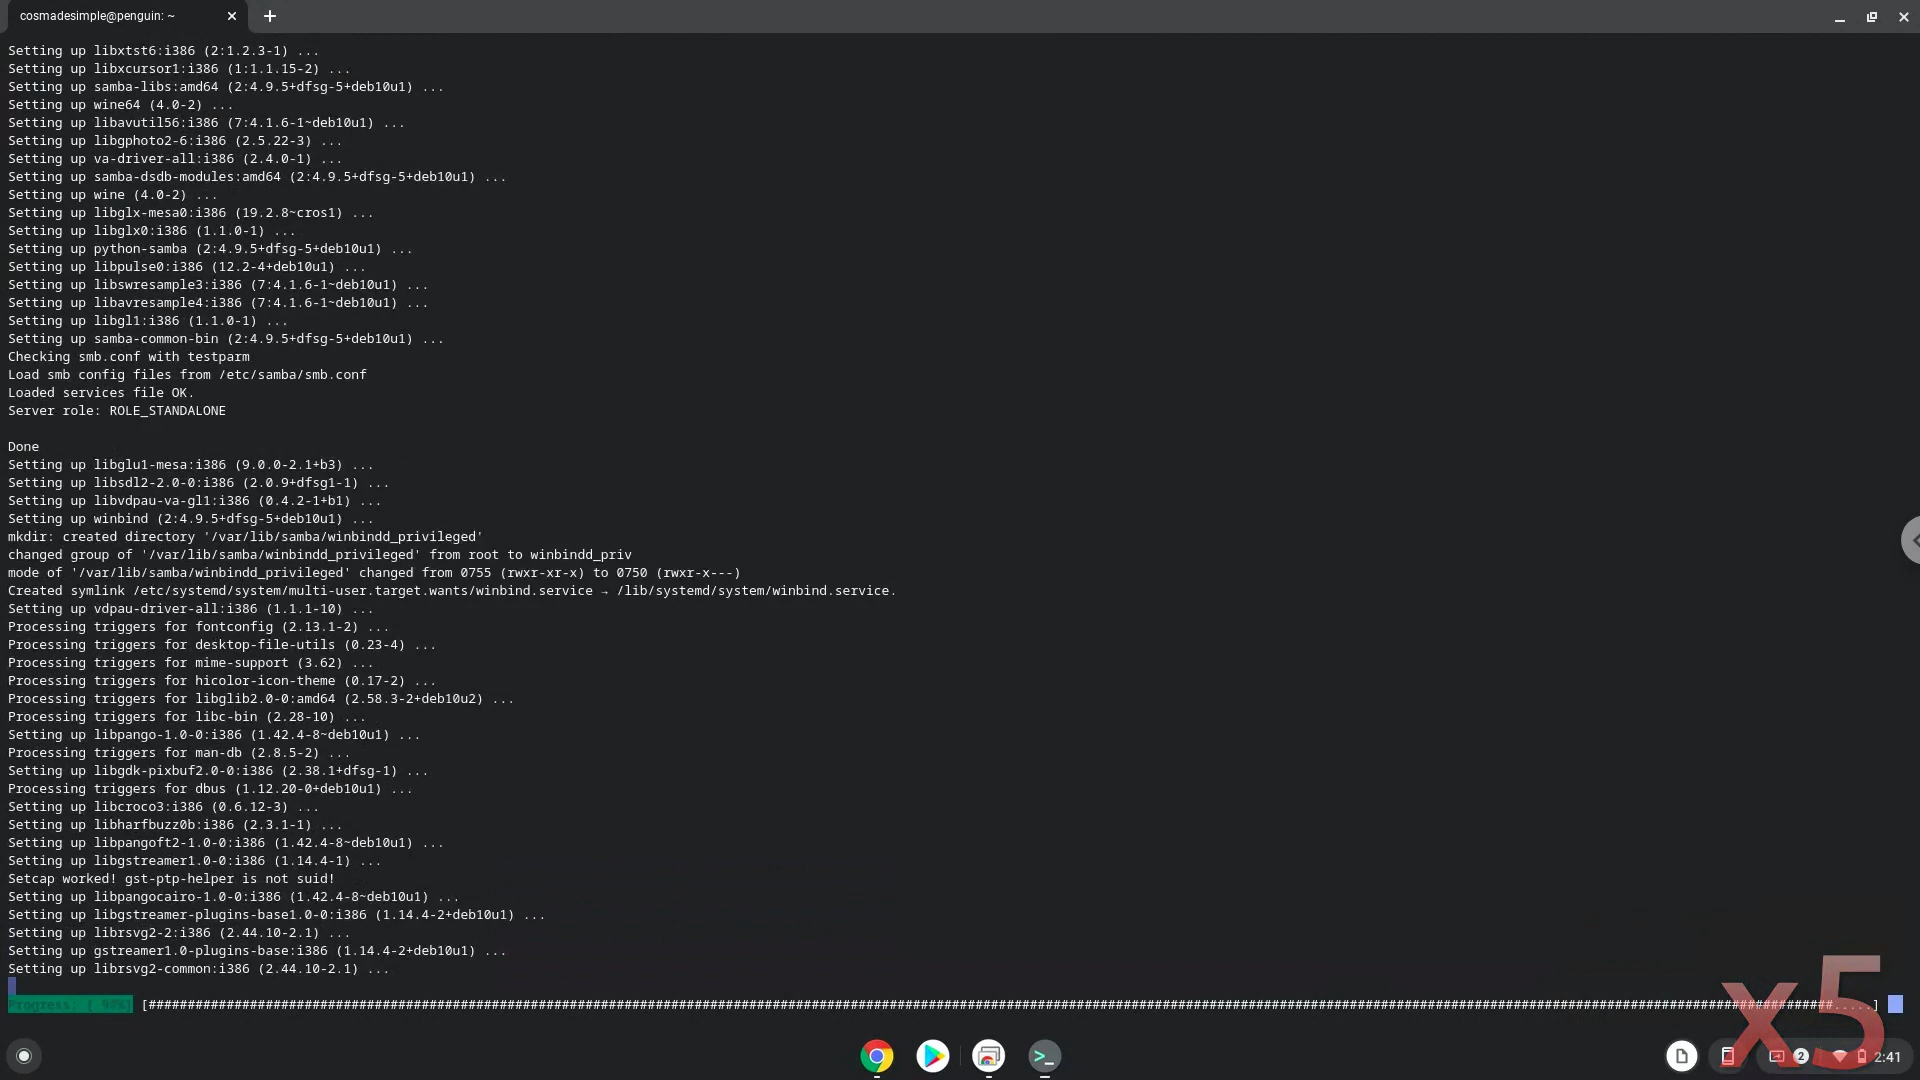 cosmadesimple@penguin: ~
Setting up libxtst6:i386 (2:1.2.3-1) ...
Setting up libxcursor1:i386 (1:1.1.15-2) ...
Setting up samba-libs:amd64 (2:4.9.5+dfsg-5+deb10u1) ...
Setting up wine64 (4.0-2) ...
Setting up libavutil56:i386 (7:4.1.6-1~deb10u1) ...
Setting up libgphoto2-6:i386 (2.5.22-3) ...
Setting up va-driver-all:i386 (2.4.0-1) ...
Setting up samba-dsdb-modules:amd64 (2:4.9.5+dfsg-5+deb10u1) ...
Setting up wine (4.0-2) ...
Setting up libglx-mesa0:i386 (19.2.8~cros1) ...
Setting up libglx0:i386 (1.1.0-1) ...
Setting up python-samba (2:4.9.5+dfsg-5+deb10u1) ...
Setting up libpulse0:i386 (12.2-4+deb10u1) ...
Setting up libswresample3:i386 (7:4.1.6-1~deb10u1) ...
Setting up libavresample4:i386 (7:4.1.6-1~deb10u1) ...
Setting up libgl1:i386 (1.1.0-1) ...
Setting up samba-common-bin (2:4.9.5+dfsg-5+deb10u1) ...
Checking smb.conf with testparm
Load smb config files from /etc/samba/smb.conf
Loaded services file OK.
Server role: ROLE_STANDALONE
Done
Setting up libglu1-mesa:i386 (9.0.0-2.1+b3) ...
Setting up libsdl2-2.0-0:i386 (2.0.9+dfsg1-1) ...
Setting up libvdpau-va-gl1:i386 (0.4.2-1+b1) ...
Setting up winbind (2:4.9.5+dfsg-5+deb10u1) ...
mkdir: created directory '/var/lib/samba/winbindd_privileged'
changed group of '/var/lib/samba/winbindd_privileged' from root to winbindd_priv
mode of '/var/lib/samba/winbindd_privileged' changed from 0755 (rwxr-xr-x) to 0750 (rwxr-x---)
Created symlink /etc/systemd/system/multi-user.target.wants/winbind.service → /lib/systemd/system/winbind.service.
Setting up vdpau-driver-all:i386 (1.1.1-10) ...
Processing triggers for fontconfig (2.13.1-2) ...
Processing triggers for desktop-file-utils (0.23-4) ...
Processing triggers for mime-support (3.62) ...
Processing triggers for hicolor-icon-theme (0.17-2) ...
Processing triggers for libglib2.0-0:amd64 (2.58.3-2+deb10u2) ...
Processing triggers for libc-bin (2.28-10) ...
Setting up libpango-1.0-0:i386 (1.42.4-8~deb10u1) ...
Processing triggers for man-db (2.8.5-2) ...
Setting up libgdk-pixbuf2.0-0:i386 (2.38.1+dfsg-1) ...
Processing triggers for dbus (1.12.20-0+deb10u1) ...
Setting up libcroco3:i386 (0.6.12-3) ...
Setting up libharfbuzz0b:i386 (2.3.1-1) ...
Setting up libpangoft2-1.0-0:i386 (1.42.4-8~deb10u1) ...
Setting up libgstreamer1.0-0:i386 (1.14.4-1) ...
Setcap worked! gst-ptp-helper is not suid!
Setting up libpangocairo-1.0-0:i386 (1.42.4-8~deb10u1) ...
Setting up libgstreamer-plugins-base1.0-0:i386 (1.14.4-2+deb10u1) ...
Setting up librsvg2-2:i386 (2.44.10-2.1) ...
Setting up gstreamer1.0-plugins-base:i386 (1.14.4-2+deb10u1) ...
Setting up librsvg2-common:i386 (2.44.10-2.1) ...
Progress:
x5
2
2:41